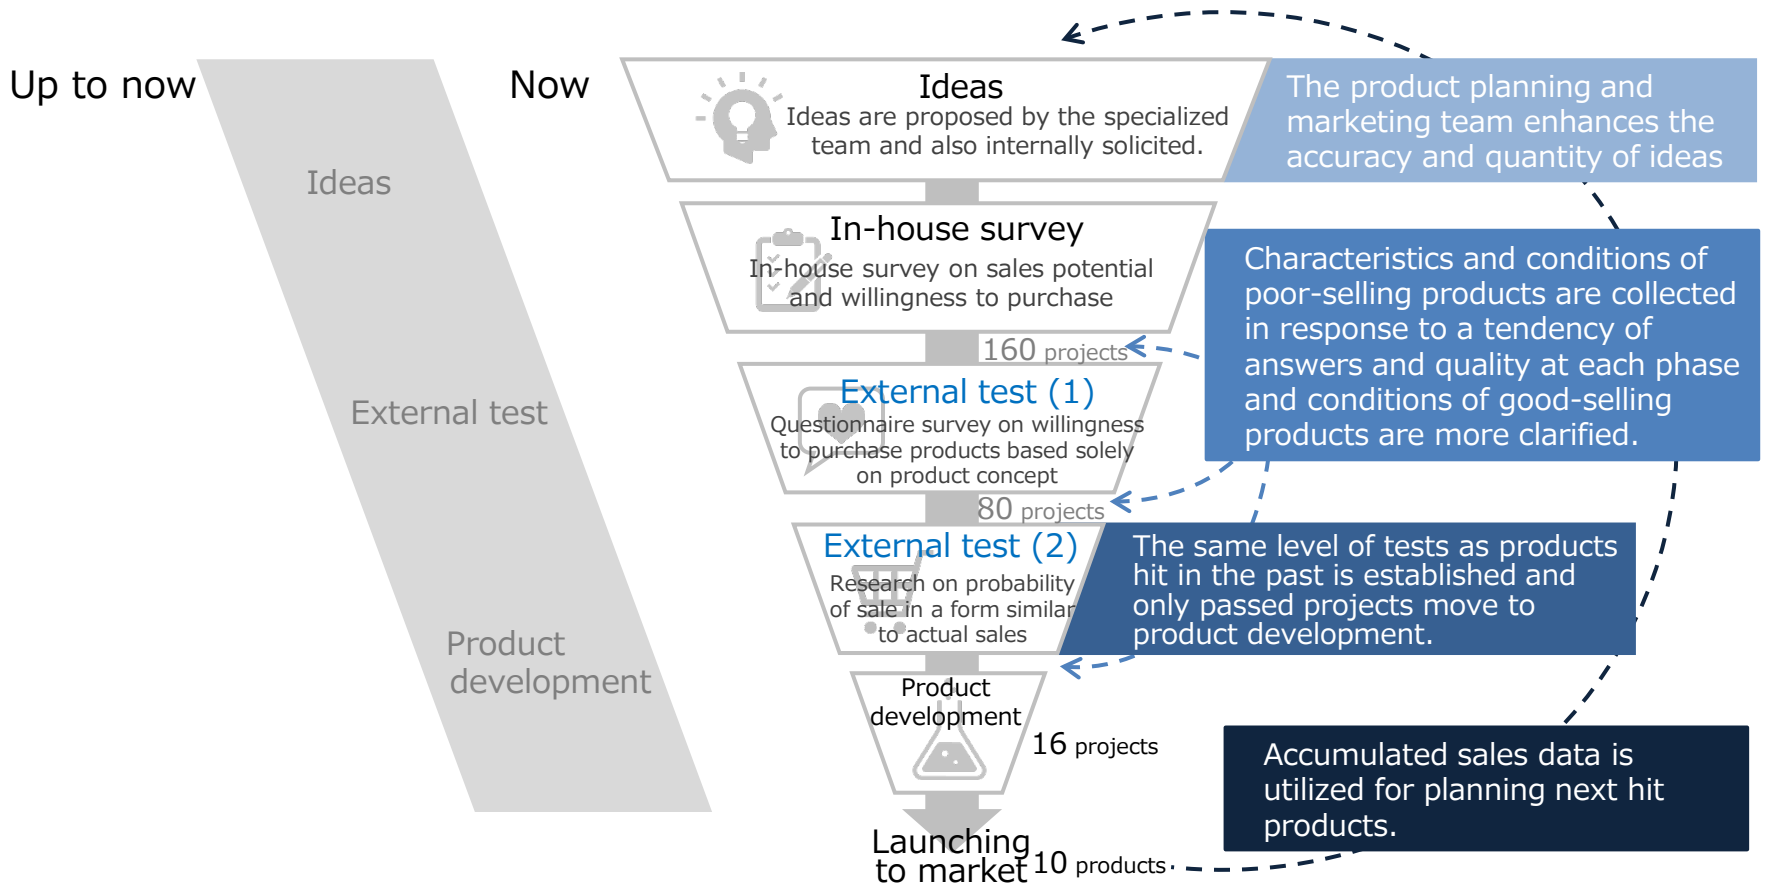 Up to now
Ideas
External test
Product
development
Now
Ideas
Ideas are proposed by the specialized
team and also internally solicited.
The product planning and
marketing team enhances the
accuracy and quantity of ideas
In-house survey
In-house survey on sales potential
and willingness to purchase
160 projects
Characteristics and conditions of
poor-selling products are collected
in response to a tendency of
answers and quality at each phase
and conditions of good-selling
products are more clarified.
External test (1)
Questionnaire survey on willingness
to purchase products based solely
on product concept
80 projects
External test (2)
Research on probability
of sale in a form similar
to actual sales
The same level of tests as products
hit in the past is established and
only passed projects move to
product development.
Product
development
16 projects
Accumulated sales data is
utilized for planning next hit
products.
Launching
to market
10 products